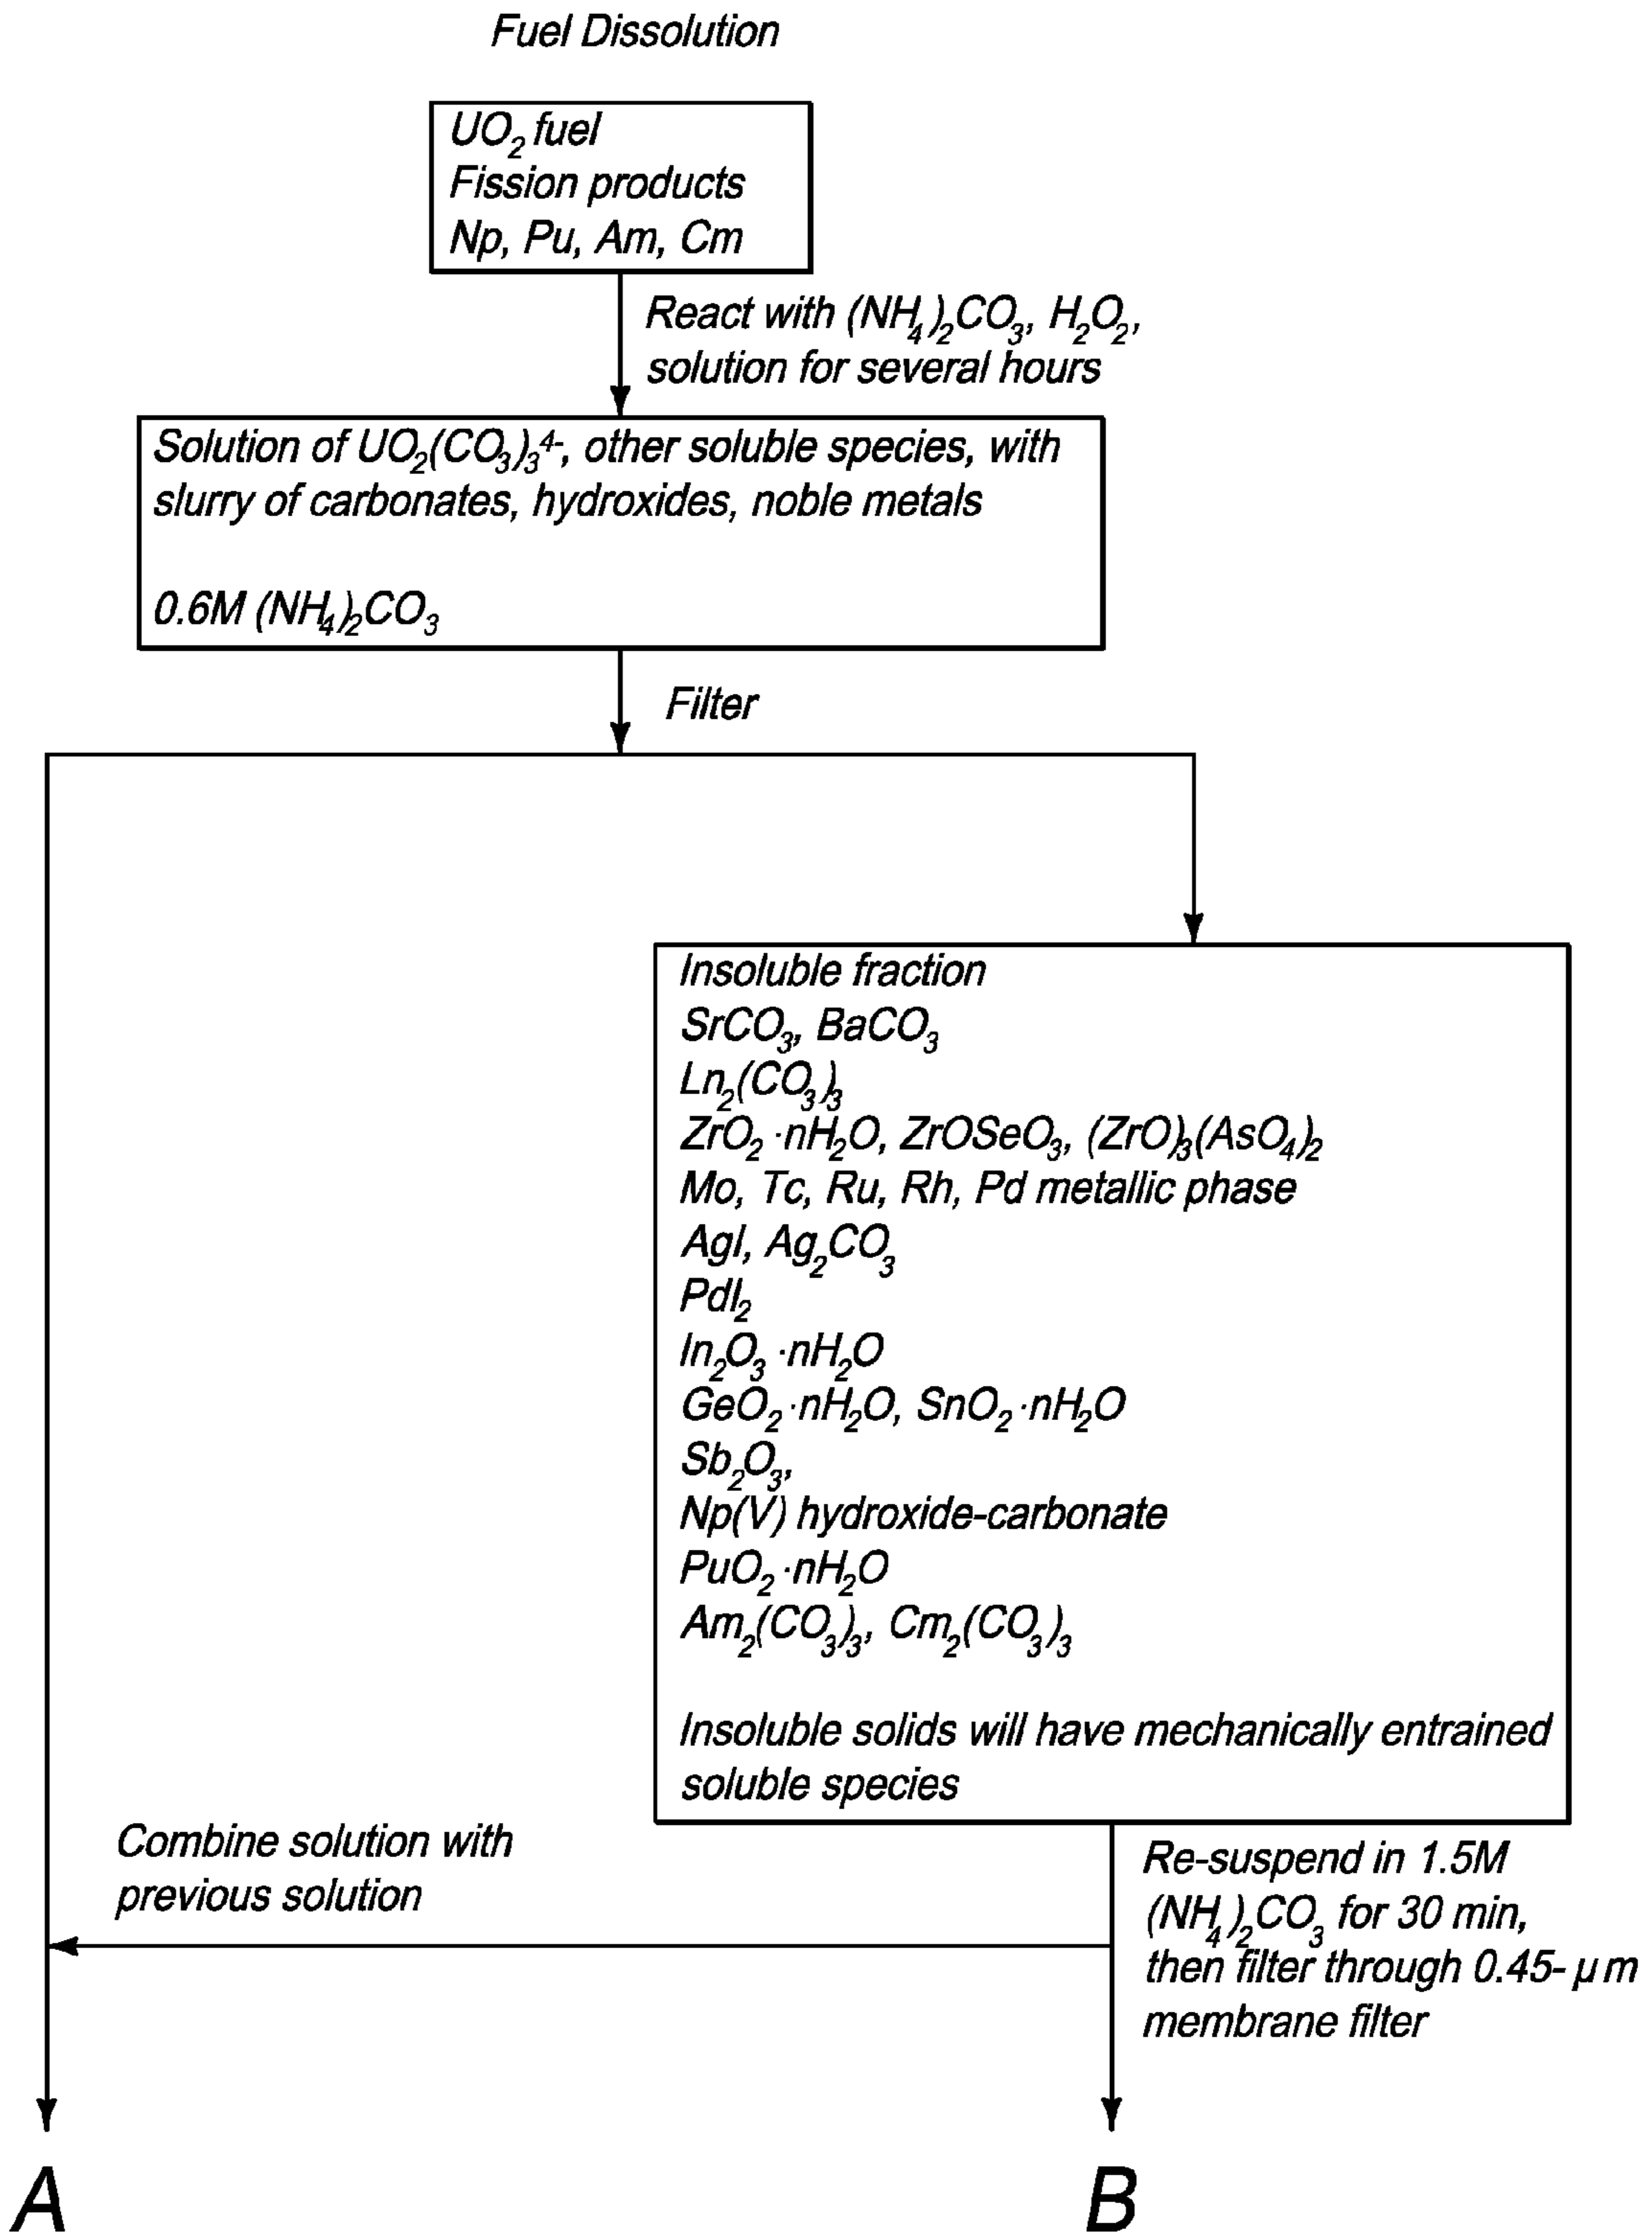 Fuel Dissolution
UO₂ fuel
Fission products
Np, Pu, Am, Cm
React with (NH₄)₂CO₃, H₂O₂,
solution for several hours
Solution of UO₂(CO₃)₃⁴⁻, other soluble species, with
slurry of carbonates, hydroxides, noble metals
0.6M (NH₄)₂CO₃
Filter
Insoluble fraction
SrCO₃, BaCO₃
Ln₂(CO₃)₃
ZrO₂·nH₂O, ZrOSeO₃, (ZrO)₃(AsO₄)₂
Mo, Tc, Ru, Rh, Pd metallic phase
AgI, Ag₂CO₃
PdI₂
In₂O₃·nH₂O
GeO₂·nH₂O, SnO₂·nH₂O
Sb₂O₃,
Np(V) hydroxide-carbonate
PuO₂·nH₂O
Am₂(CO₃)₃, Cm₂(CO₃)₃
Insoluble solids will have mechanically entrained
soluble species
Combine solution with
previous solution
Re-suspend in 1.5M
(NH₄)₂CO₃ for 30 min,
then filter through 0.45-μm
membrane filter
A
B